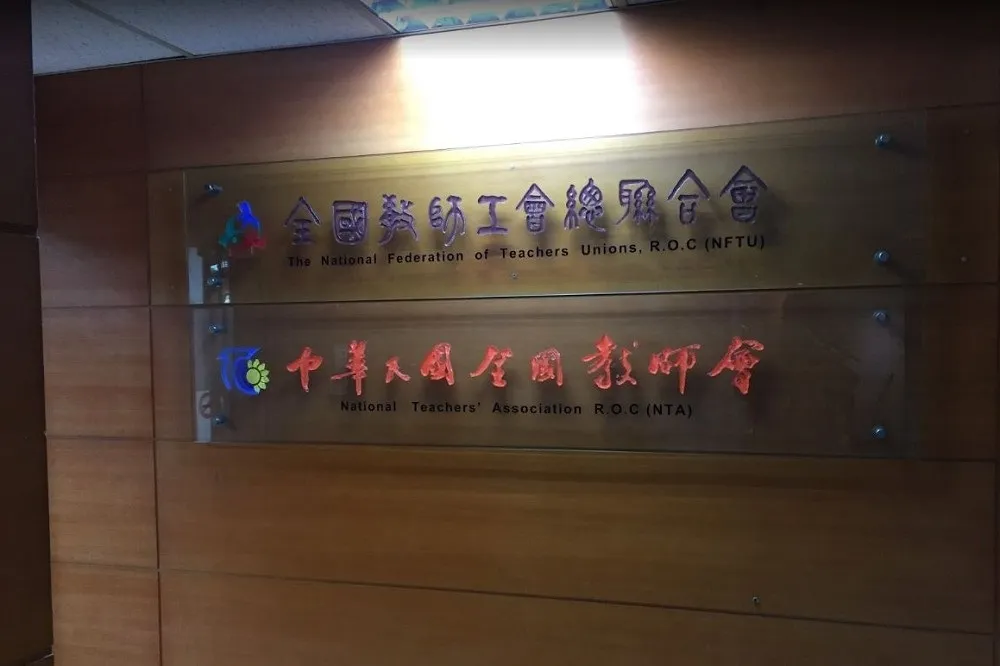 全國教師工會總聯合會
The National Federation of Teachers Unions, R.O.C (NFTU)
中華民國全國教師會
National Teachers' Association R.O.C (NTA)